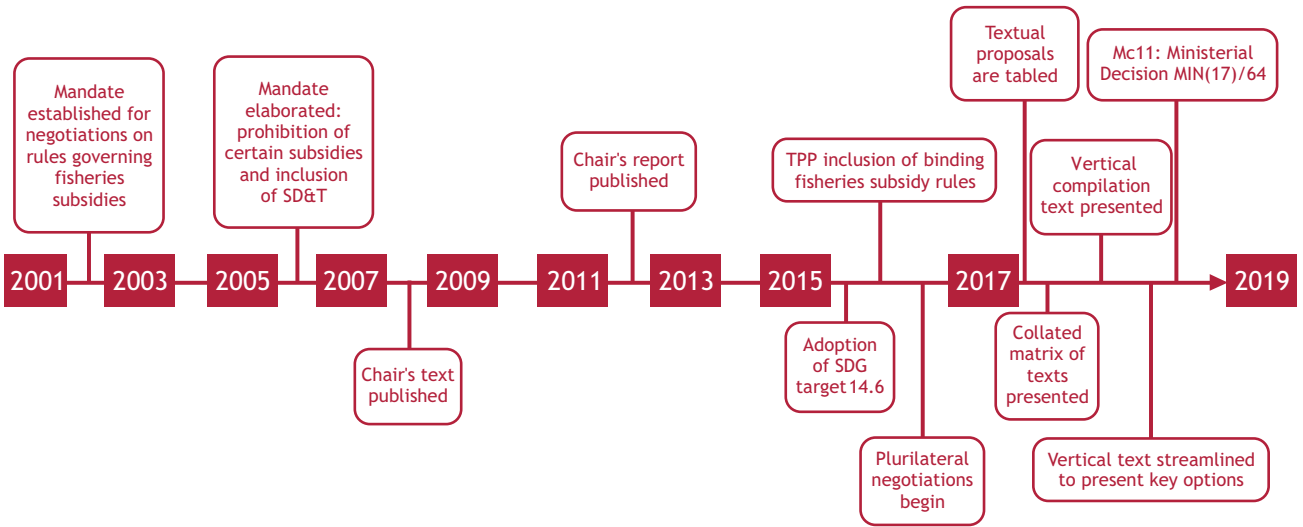 Mandate
established for
negotiations on
rules governing
fisheries
subsidies
Mandate
elaborated:
prohibition of
certain subsidies
and inclusion
of SD&T
Chair's report
published
TPP inclusion of binding
fisheries subsidy rules
Textual
proposals
are tabled
Vertical
compilation
text presented
Mc11: Ministerial
Decision MIN(17)/64
2001
2003
2005
2007
2009
2011
2013
2015
2017
2019
Chair's text
published
Adoption
of SDG
target 14.6
Plurilateral
negotiations
begin
Collated
matrix of
texts
presented
Vertical text streamlined
to present key options